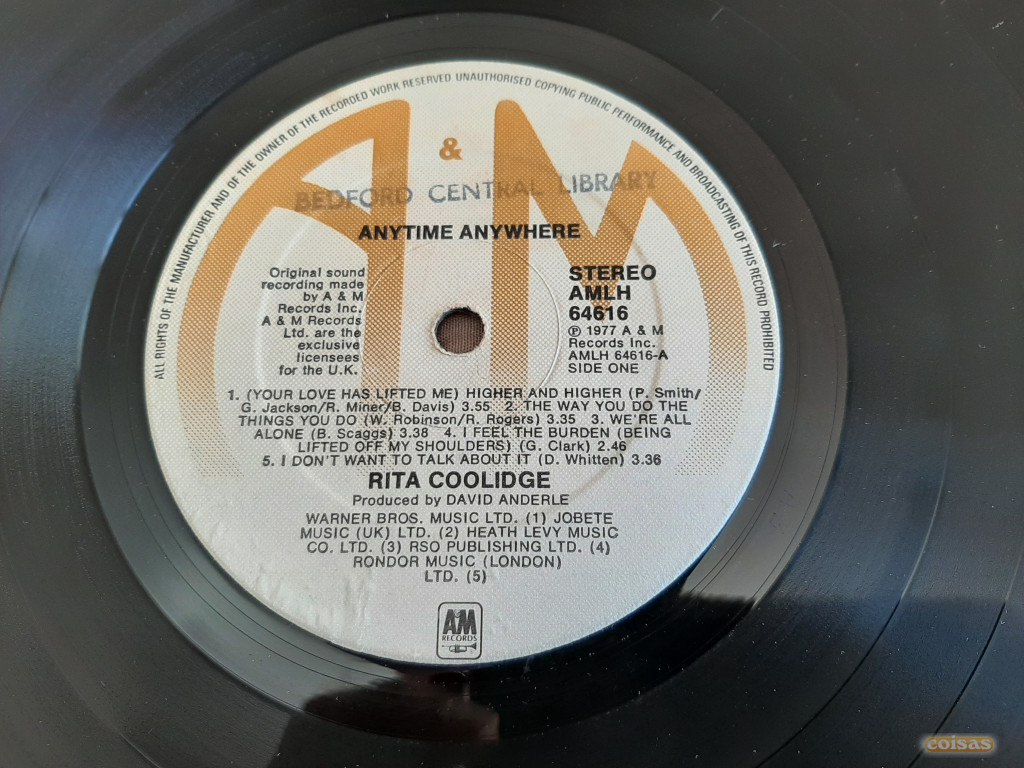 ALL RIGHTS OF THE MANUFACTURER AND OF THE OWNER OF THE RECORDED WORK RESERVED UNAUTHORISED COPYING PUBLIC PERFORMANCE AND BROADCASTING OF THIS RECORD PROHIBITED
A & M
BEDFORD CENTRAL LIBRARY
ANYTIME ANYWHERE
Original sound
recording made
by A & M
Records Inc.
A & M Records
Ltd. are the
exclusive
licensees
for the U.K.
STEREO
AMLH
64616
℗ 1977 A & M
Records Inc.
AMLH 64616-A
SIDE ONE
1. (YOUR LOVE HAS LIFTED ME) HIGHER AND HIGHER (P. Smith/
G. Jackson/R. Miner/B. Davis) 3.55 2. THE WAY YOU DO THE
THINGS YOU DO (W. Robinson/R. Rogers) 3.35 3. WE'RE ALL
ALONE (B. Scaggs) 3.38 4. I FEEL THE BURDEN (BEING
LIFTED OFF MY SHOULDERS) (G. Clark) 2.46
5. I DON'T WANT TO TALK ABOUT IT (D. Whitten) 3.36
RITA COOLIDGE
Produced by DAVID ANDERLE
WARNER BROS. MUSIC LTD. (1) JOBETE
MUSIC (UK) LTD. (2) HEATH LEVY MUSIC
CO. LTD. (3) RSO PUBLISHING LTD. (4)
RONDOR MUSIC (LONDON)
LTD. (5)
A&M
RECORDS
coisas